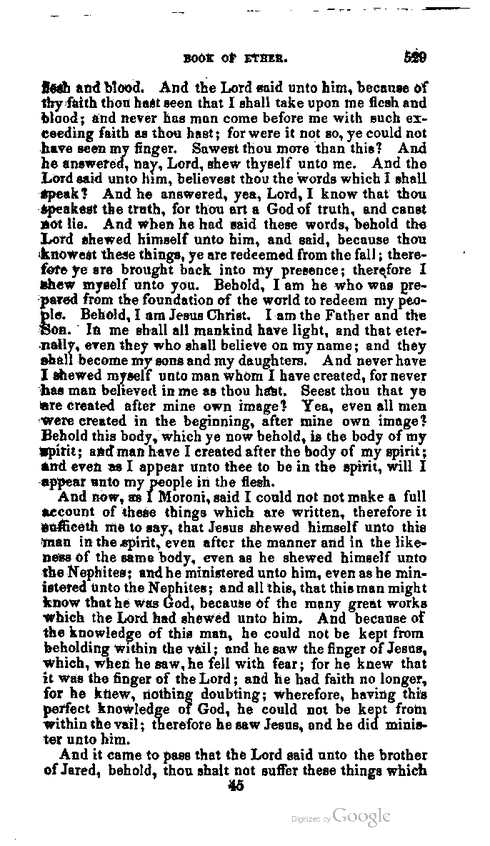 BOOK OF ETHER. 529
flesh and blood. And the Lord said unto him, because of
thy faith thou hast seen that I shall take upon me flesh and
blood; and never has man come before me with such ex-
ceeding faith as thou hast; for were it not so, ye could not
have seen my finger. Sawest thou more than this? And
he answered, nay, Lord, shew thyself unto me. And the
Lord said unto him, believest thou the words which I shall
speak? And he answered, yea, Lord, I know that thou
speakest the truth, for thou art a God of truth, and canst
not lie. And when he had said these words, behold the
Lord shewed himself unto him, and said, because thou
knowest these things, ye are redeemed from the fall; there-
fore ye are brought back into my presence; therefore I
shew myself unto you. Behold, I am he who was pre-
pared from the foundation of the world to redeem my peo-
ple. Behold, I am Jesus Christ. I am the Father and the
Son. In me shall all mankind have light, and that eter-
nally, even they who shall believe on my name; and they
shall become my sons and my daughters. And never have
I shewed myself unto man whom I have created, for never
has man believed in me as thou hast. Seest thou that ye
are created after mine own image? Yea, even all men
were created in the beginning, after mine own image?
Behold this body, which ye now behold, is the body of my
spirit; and man have I created after the body of my spirit;
and even as I appear unto thee to be in the spirit, will I
appear unto my people in the flesh.
And now, as I Moroni, said I could not not make a full
account of these things which are written, therefore it
sufficeth me to say, that Jesus shewed himself unto this
man in the spirit, even after the manner and in the like-
ness of the same body, even as he shewed himself unto
the Nephites; and he ministered unto him, even as he min-
istered unto the Nephites; and all this, that this man might
know that he was God, because of the many great works
which the Lord had shewed unto him. And because of
the knowledge of this man, he could not be kept from
beholding within the vail; and he saw the finger of Jesus,
which, when he saw, he fell with fear; for he knew that
it was the finger of the Lord; and he had faith no longer,
for he knew, nothing doubting; wherefore, having this
perfect knowledge of God, he could not be kept from
within the vail; therefore he saw Jesus, and he did minis-
ter unto him.
And it came to pass that the Lord said unto the brother
of Jared, behold, thou shalt not suffer these things which
45
Digitized by Google